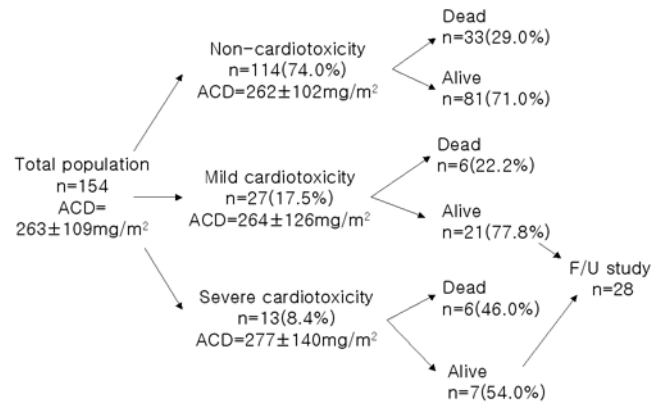 Total population
n=154
ACD=
263±109mg/m²
Non-cardiotoxicity
n=114(74.0%)
ACD=262±102mg/m²
Dead
n=33(29.0%)
Alive
n=81(71.0%)
Mild cardiotoxicity
n=27(17.5%)
ACD=264±126mg/m²
Dead
n=6(22.2%)
Alive
n=21(77.8%)
Severe cardiotoxicity
n=13(8.4%)
ACD=277±140mg/m²
Dead
n=6(46.0%)
Alive
n=7(54.0%)
F/U study
n=28